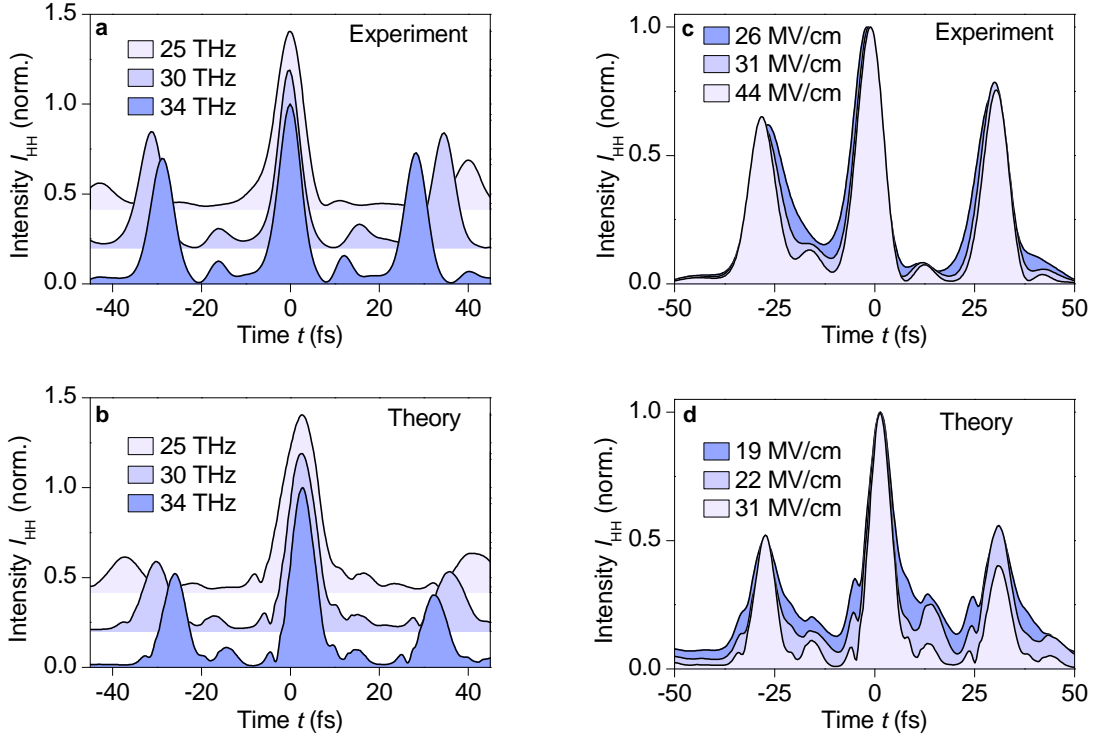 a
Experiment
25 THz
30 THz
34 THz
1.5
1.0
0.5
0.0
Intensity I_HH (norm.)
-40 -20 0 20 40
Time t (fs)
c
Experiment
26 MV/cm
31 MV/cm
44 MV/cm
1.0
0.5
0.0
Intensity I_HH (norm.)
-50 -25 0 25 50
Time t (fs)
b
Theory
25 THz
30 THz
34 THz
1.5
1.0
0.5
0.0
Intensity I_HH (norm.)
-40 -20 0 20 40
Time t (fs)
d
Theory
19 MV/cm
22 MV/cm
31 MV/cm
1.0
0.5
0.0
Intensity I_HH (norm.)
-50 -25 0 25 50
Time t (fs)